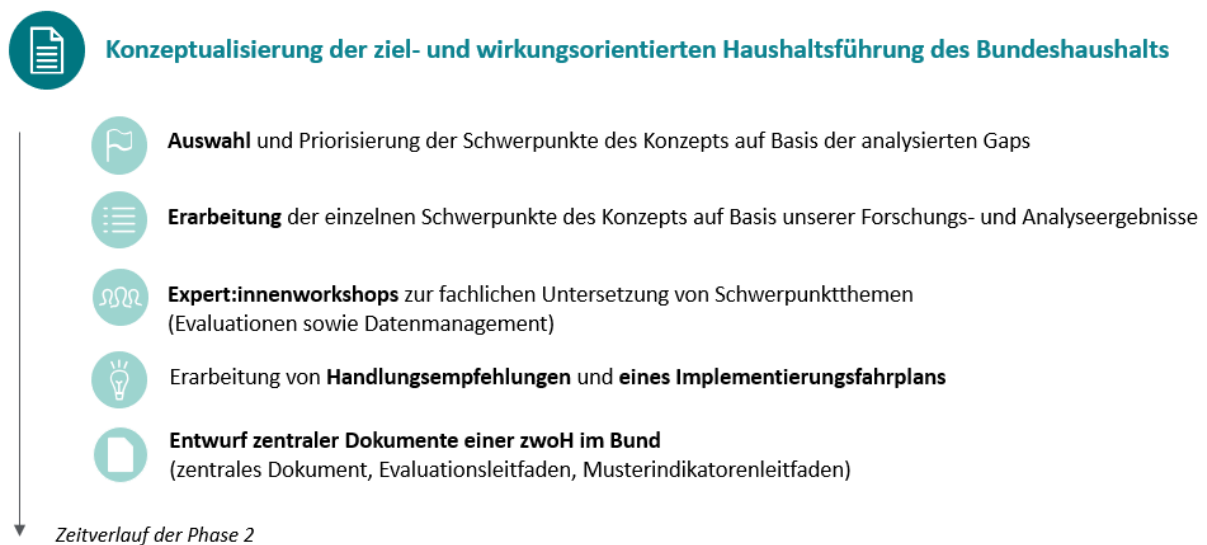 Konzeptualisierung der ziel- und wirkungsorientierten Haushaltsführung des Bundeshaushalts
Auswahl und Priorisierung der Schwerpunkte des Konzepts auf Basis der analysierten Gaps
Erarbeitung der einzelnen Schwerpunkte des Konzepts auf Basis unserer Forschungs- und Analyseergebnisse
Expert:innenworkshops zur fachlichen Untersetzung von Schwerpunktthemen
(Evaluationen sowie Datenmanagement)
Erarbeitung von Handlungsempfehlungen und eines Implementierungsfahrplans
Entwurf zentraler Dokumente einer zwoH im Bund
(zentrales Dokument, Evaluationsleitfaden, Musterindikatorenleitfaden)
Zeitverlauf der Phase 2